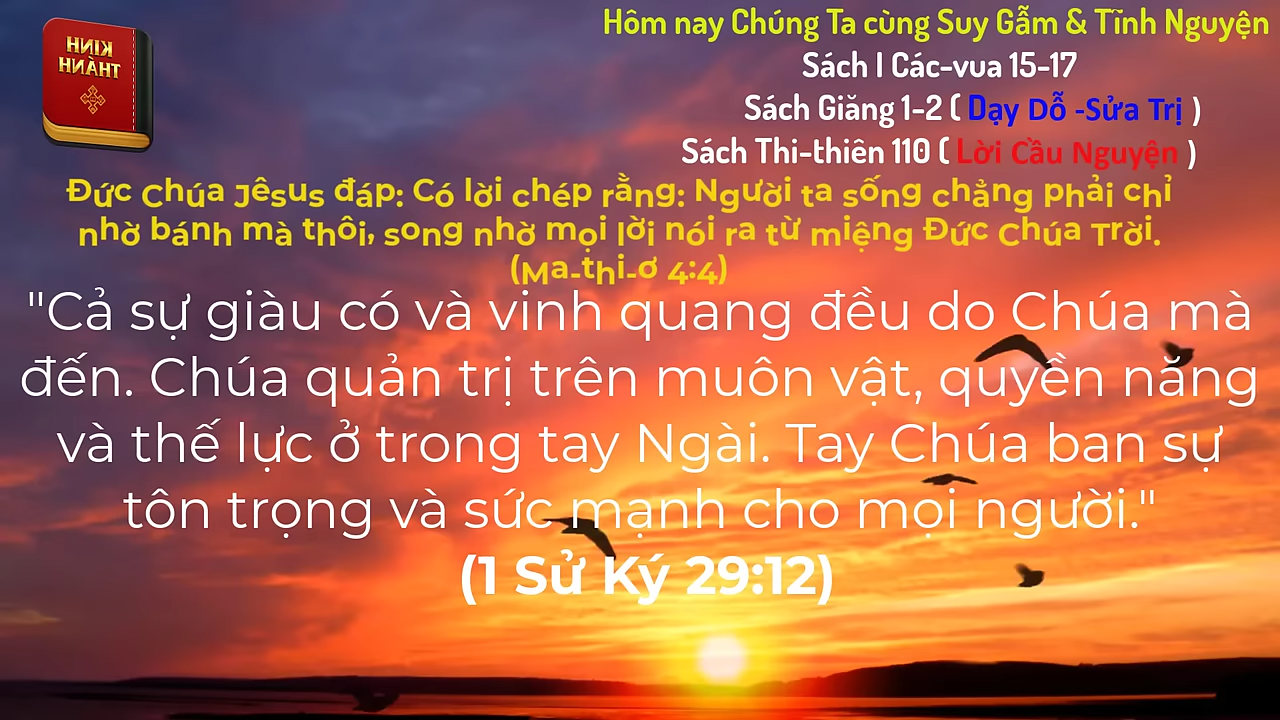 KINH
THÁNH
Hôm nay Chúng Ta cùng Suy Gẫm & Tĩnh Nguyện
Sách I Các-vua 15-17
Sách Giăng 1-2 ( Dạy Dỗ -Sửa Trị )
Sách Thi-thiên 110 ( Lời Cầu Nguyện )
Đức Chúa Jêsus đáp: Có lời chép rằng: Người ta sống chẳng phải chỉ
nhờ bánh mà thôi, song nhờ mọi lời nói ra từ miệng Đức Chúa Trời.
(Ma-thi-ơ 4:4)
"Cả sự giàu có và vinh quang đều do Chúa mà
đến. Chúa quản trị trên muôn vật, quyền năng
và thế lực ở trong tay Ngài. Tay Chúa ban sự
tôn trọng và sức mạnh cho mọi người."
(1 Sử Ký 29:12)